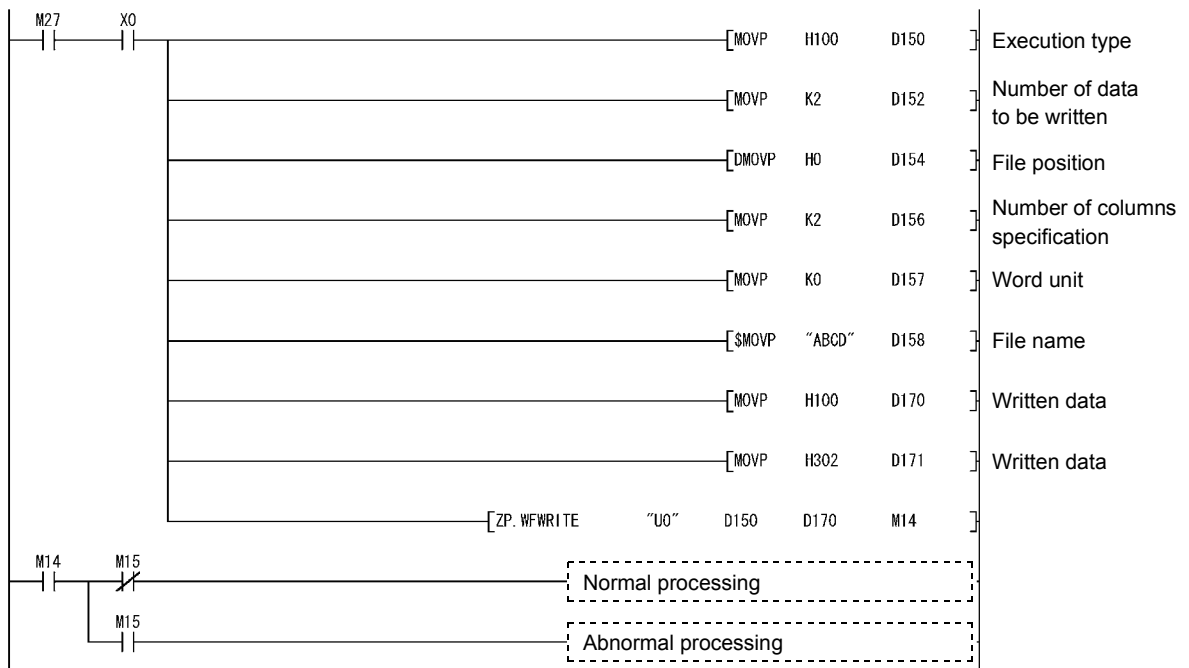 M27 X0
MOVP H100 D150 Execution type
MOVP K2 D152 Number of data
to be written
DMOVP H0 D154 File position
MOVP K2 D156 Number of columns
specification
MOVP K0 D157 Word unit
$MOVP "ABCD" D158 File name
MOVP H100 D170 Written data
MOVP H302 D171 Written data
ZP.WFWRITE "U0" D150 D170 M14
M14 M15
Normal processing
M15
Abnormal processing